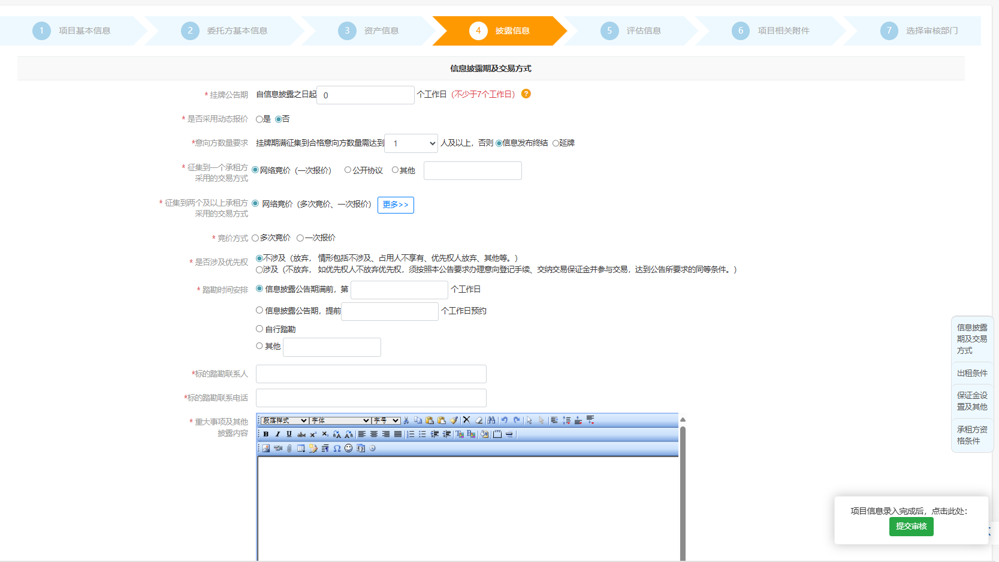 1 项目基本信息
2 委托方基本信息
3 资产信息
4 披露信息
5 评估信息
6 项目相关附件
7 选择审核部门
信息披露期及交易方式
* 挂牌公告期 自信息披露之日起 0 个工作日 (不少于7个工作日) ?
* 是否采用动态报价 是 否
*意向方数量要求 挂牌期满征集到合格意向方数量需达到 1 人及以上，否则 信息发布终结 延牌
* 征集到一个承租方
采用的交易方式 网络竞价（一次报价） 公开协议 其他
* 征集到两个及以上承租方
采用的交易方式 网络竞价（多次竞价、一次报价） 更多>>
* 竞价方式 多次竞价 一次报价
* 是否涉及优先权
不涉及（放弃， 情形包括不涉及、占用人不享有、优先权人放弃、其他等。）
涉及（不放弃， 如优先权人不放弃优先权，须按照本公告要求办理意向登记手续、交纳交易保证金并参与交易，达到公告所要求的同等条件。）
* 踏勘时间安排 信息披露公告期满前，第 个工作日
信息披露公告期，提前 个工作日预约
自行踏勘
其他
*标的踏勘联系人
*标的踏勘联系电话
* 重大事项及其他
披露内容
段落样式 字体 字号
信息披露
期及交易
方式
出租条件
保证金设
置及其他
承租方资
格条件
项目信息录入完成后，点击此处：
提交审核